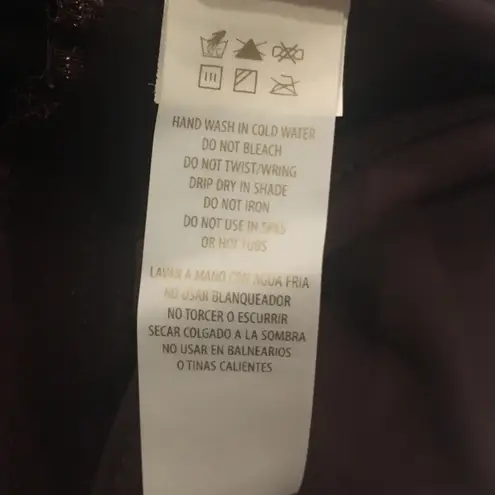 HAND WASH IN COLD WATER
DO NOT BLEACH
DO NOT TWIST/WRING
DRIP DRY IN SHADE
DO NOT IRON
DO NOT USE IN SPAS
OR HOT TUBS
LAVAR A MANO CON AGUA FRIA
NO USAR BLANQUEADOR
NO TORCER O ESCURRIR
SECAR COLGADO A LA SOMBRA
NO USAR EN BALNEARIOS
O TINAS CALIENTES